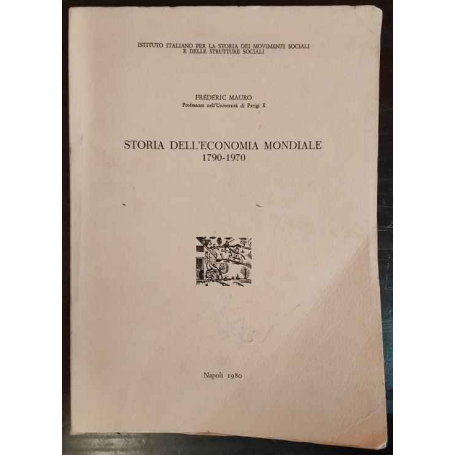 ISTITUTO ITALIANO PER LA STORIA DEI MOVIMENTI SOCIALI
E DELLE STRUTTURE SOCIALI
FRÉDÉRIC MAURO
Professore nell'Università di Parigi X
STORIA DELL'ECONOMIA MONDIALE
1790-1970
Napoli 1980